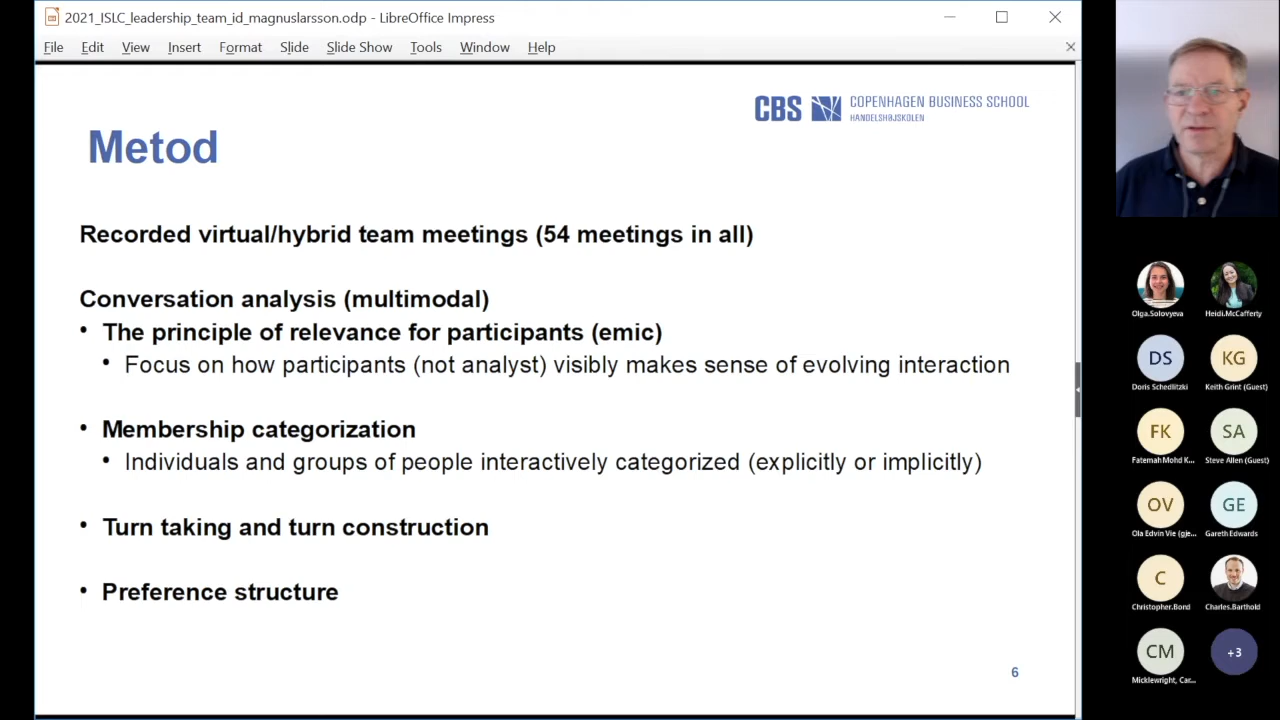 2021_ISLC_leadership_team_id_magnuslarsson.odp - LibreOffice Impress
File Edit View Insert Format Slide Slide Show Tools Window Help
CBS COPENHAGEN BUSINESS SCHOOL
HANDELSHØJSKOLEN
Metod
Recorded virtual/hybrid team meetings (54 meetings in all)
Conversation analysis (multimodal)
• The principle of relevance for participants (emic)
• Focus on how participants (not analyst) visibly makes sense of evolving interaction
• Membership categorization
• Individuals and groups of people interactively categorized (explicitly or implicitly)
• Turn taking and turn construction
• Preference structure
6
Olga.Solovyeva Heidi.McCafferty
DS KG
Doris Schedlitzki Keith Grint (Guest)
FK SA
Fatemah Mohd K... Steve Allen (Guest)
OV GE
Ola Edvin Vie (gje... Gareth Edwards
C
Christopher.Bond Charles.Barthold
CM +3
Micklewright, Car...